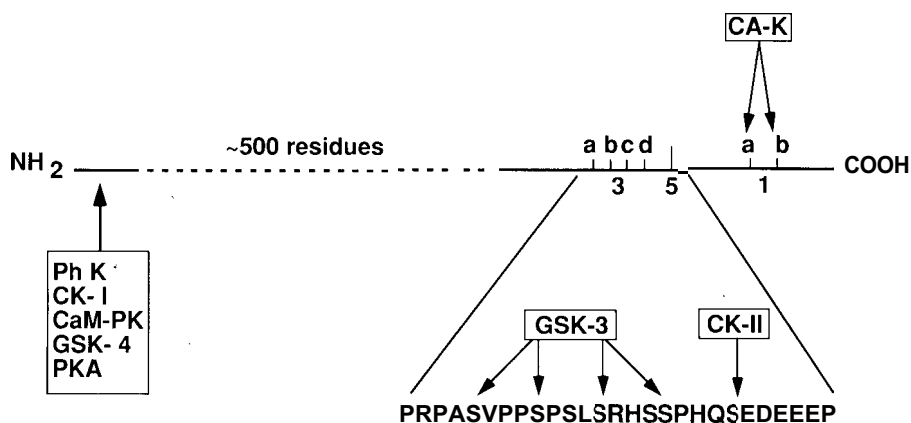 CA-K
~500 residues
a b c d
a b
NH2
COOH
3 5 1
Ph K
CK- I
CaM-PK
GSK- 4
PKA
GSK-3
CK-II
PRPASVPPSPSLSRHSSPHQSEDEEEP